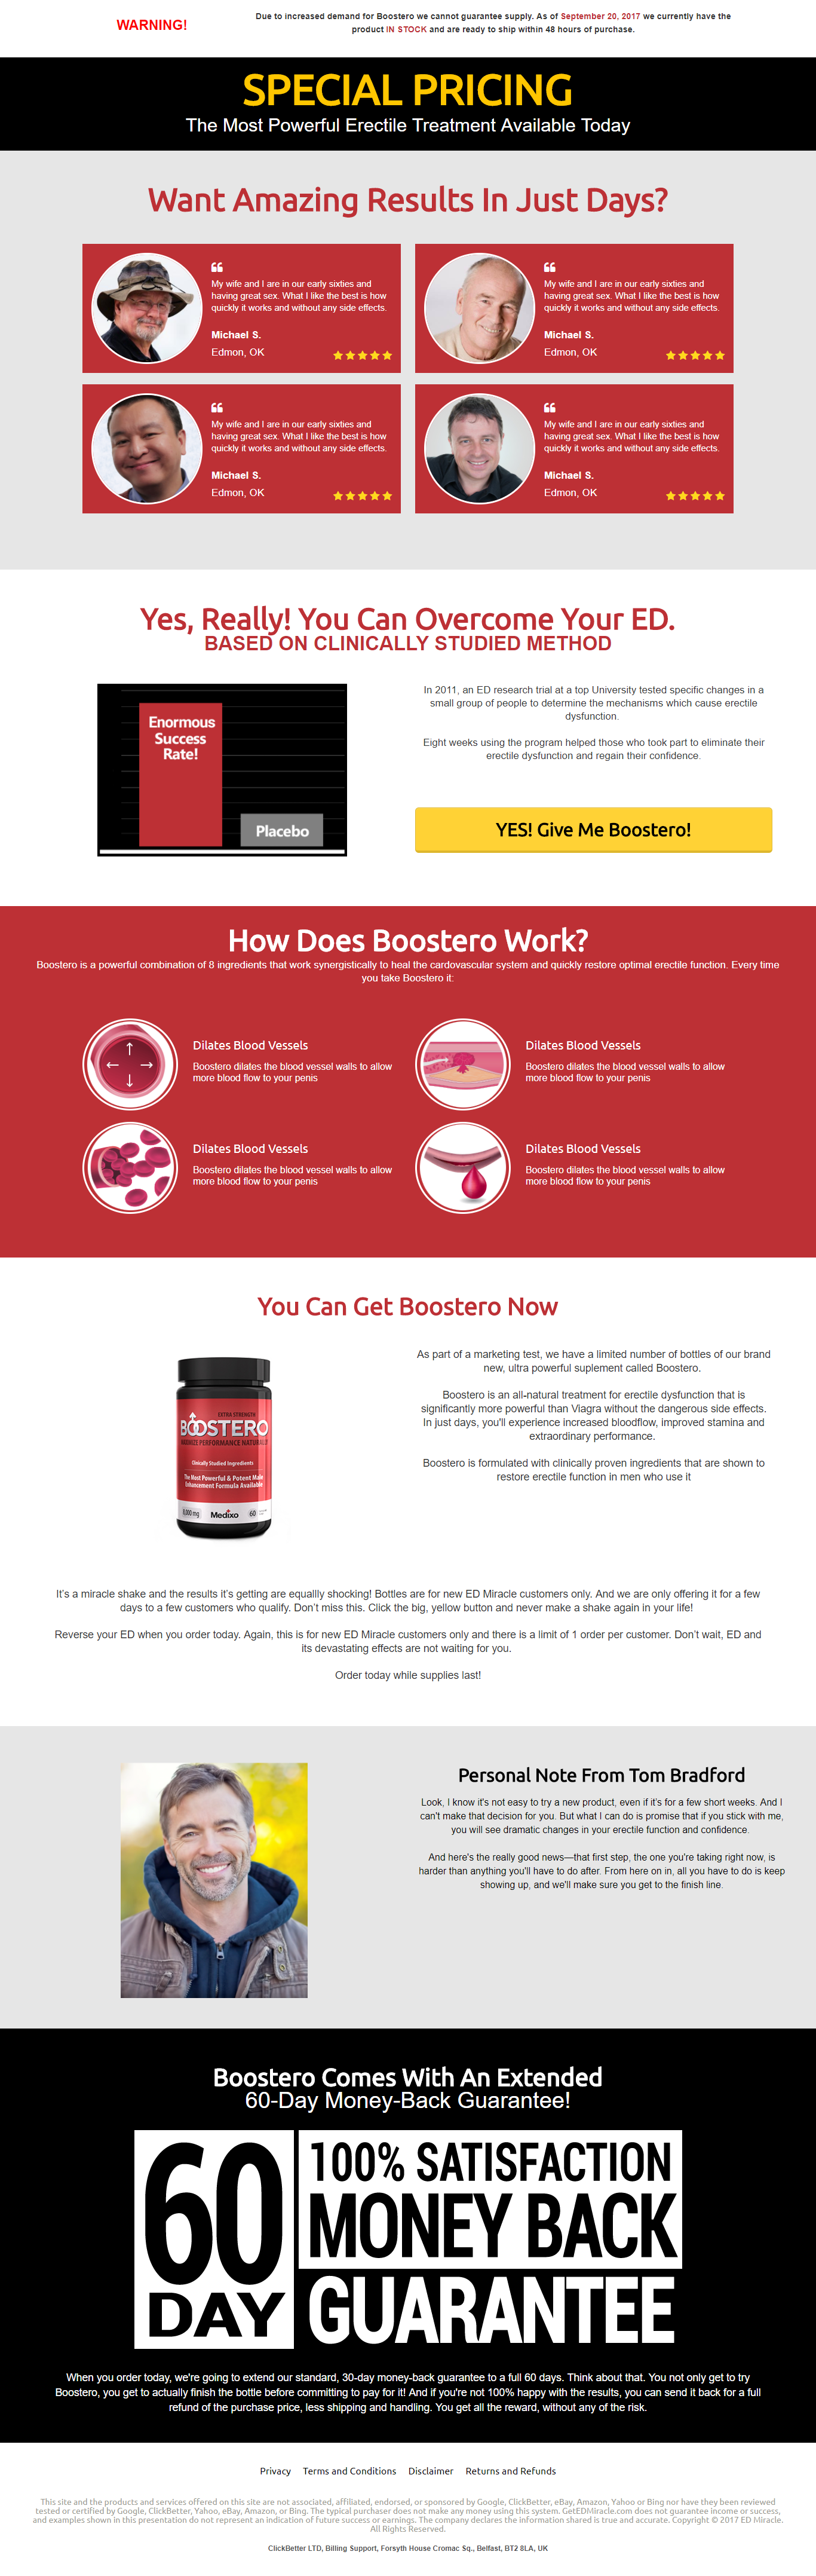 WARNING!
Due to increased demand for Boostero we cannot guarantee supply. As of September 20, 2017 we currently have the
product IN STOCK and are ready to ship within 48 hours of purchase.
SPECIAL PRICING
The Most Powerful Erectile Treatment Available Today
Want Amazing Results In Just Days?
My wife and I are in our early sixties and
having great sex. What I like the best is how
quickly it works and without any side effects.
Michael S.
Edmon, OK
My wife and I are in our early sixties and
having great sex. What I like the best is how
quickly it works and without any side effects.
Michael S.
Edmon, OK
My wife and I are in our early sixties and
having great sex. What I like the best is how
quickly it works and without any side effects.
Michael S.
Edmon, OK
My wife and I are in our early sixties and
having great sex. What I like the best is how
quickly it works and without any side effects.
Michael S.
Edmon, OK
Yes, Really! You Can Overcome Your ED.
BASED ON CLINICALLY STUDIED METHOD
Enormous
Success
Rate!
Placebo
In 2011, an ED research trial at a top University tested specific changes in a
small group of people to determine the mechanisms which cause erectile
dysfunction.
Eight weeks using the program helped those who took part to eliminate their
erectile dysfunction and regain their confidence.
YES! Give Me Boostero!
How Does Boostero Work?
Boostero is a powerful combination of 8 ingredients that work synergistically to heal the cardovascular system and quickly restore optimal erectile function. Every time
you take Boostero it:
Dilates Blood Vessels
Boostero dilates the blood vessel walls to allow
more blood flow to your penis
Dilates Blood Vessels
Boostero dilates the blood vessel walls to allow
more blood flow to your penis
Dilates Blood Vessels
Boostero dilates the blood vessel walls to allow
more blood flow to your penis
Dilates Blood Vessels
Boostero dilates the blood vessel walls to allow
more blood flow to your penis
You Can Get Boostero Now
EXTRA STRENGTH
BOOSTERO
MAXIMIZE PERFORMANCE NATURALLY
Clinically Studied Ingredients
The Most Powerful & Potent Male
Enhancement Formula Available
8,000 mg
Medixo
60
As part of a marketing test, we have a limited number of bottles of our brand
new, ultra powerful suplement called Boostero.
Boostero is an all-natural treatment for erectile dysfunction that is
significantly more powerful than Viagra without the dangerous side effects.
In just days, you'll experience increased bloodflow, improved stamina and
extraordinary performance.
Boostero is formulated with clinically proven ingredients that are shown to
restore erectile function in men who use it
It's a miracle shake and the results it's getting are equallly shocking! Bottles are for new ED Miracle customers only. And we are only offering it for a few
days to a few customers who qualify. Don't miss this. Click the big, yellow button and never make a shake again in your life!
Reverse your ED when you order today. Again, this is for new ED Miracle customers only and there is a limit of 1 order per customer. Don't wait, ED and
its devastating effects are not waiting for you.
Order today while supplies last!
Personal Note From Tom Bradford
Look, I know it's not easy to try a new product, even if it's for a few short weeks. And I
can't make that decision for you. But what I can do is promise that if you stick with me,
you will see dramatic changes in your erectile function and confidence.
And here's the really good news—that first step, the one you're taking right now, is
harder than anything you'll have to do after. From here on in, all you have to do is keep
showing up, and we'll make sure you get to the finish line.
Boostero Comes With An Extended
60-Day Money-Back Guarantee!
60
DAY
100% SATISFACTION
MONEY BACK
GUARANTEE
When you order today, we're going to extend our standard, 30-day money-back guarantee to a full 60 days. Think about that. You not only get to try
Boostero, you get to actually finish the bottle before committing to pay for it! And if you're not 100% happy with the results, you can send it back for a full
refund of the purchase price, less shipping and handling. You get all the reward, without any of the risk.
Privacy Terms and Conditions Disclaimer Returns and Refunds
This site and the products and services offered on this site are not associated, affiliated, endorsed, or sponsored by Google, ClickBetter, eBay, Amazon, Yahoo or Bing nor have they been reviewed
tested or certified by Google, ClickBetter, Yahoo, eBay, Amazon, or Bing. The typical purchaser does not make any money using this system. GetEDMiracle.com does not guarantee income or success,
and examples shown in this presentation do not represent an indication of future success or earnings. The company declares the information shared is true and accurate. Copyright © 2017 ED Miracle.
All Rights Reserved.
ClickBetter LTD, Billing Support, Forsyth House Cromac Sq., Belfast, BT2 8LA, UK